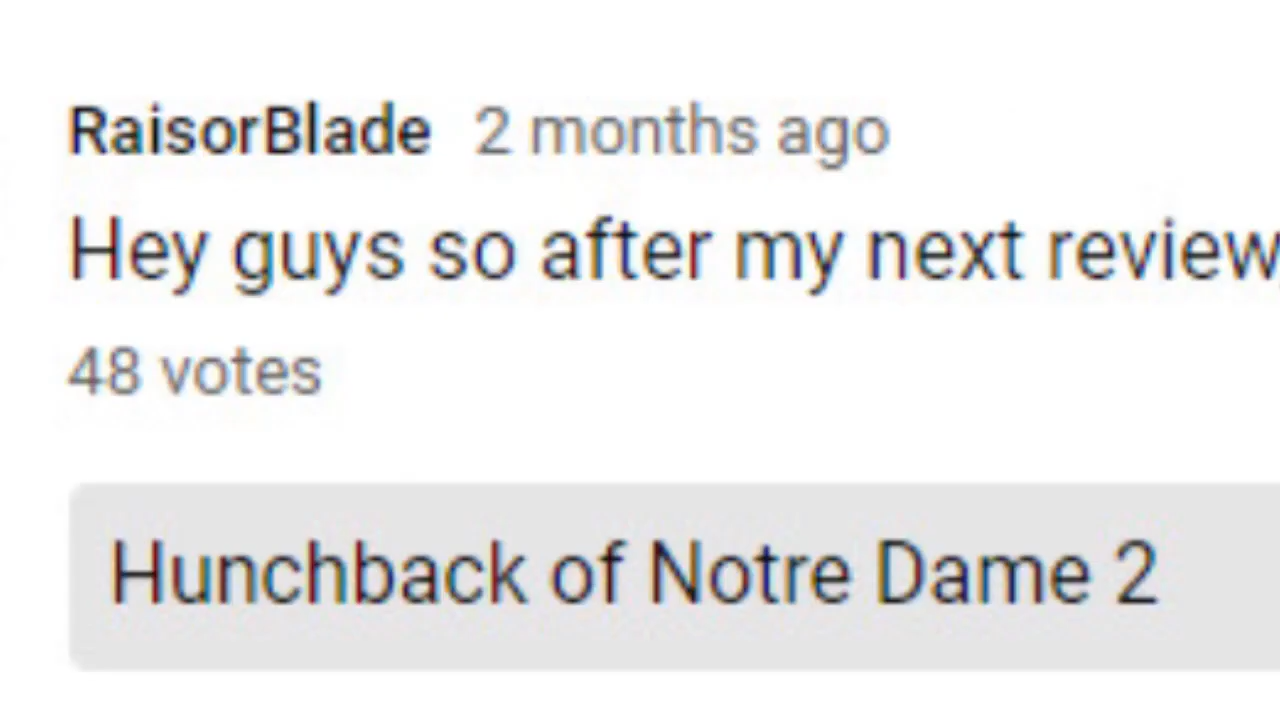 RaisorBlade 2 months ago
Hey guys so after my next review,
48 votes
Hunchback of Notre Dame 2